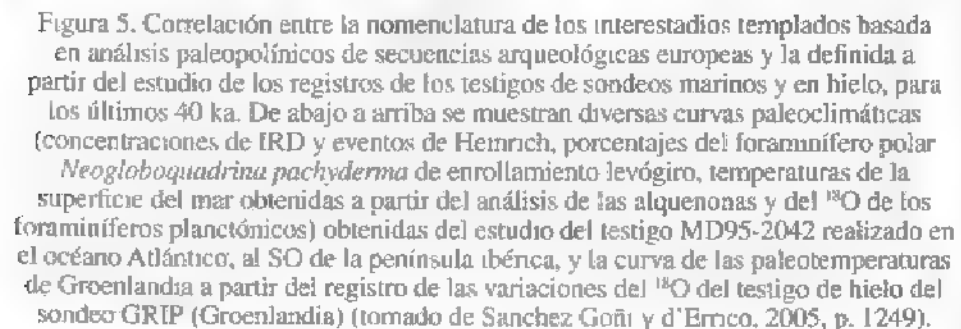 Figura 5. Correlación entre la nomenclatura de los interestadios templados basada
en análisis paleopolínicos de secuencias arqueológicas europeas y la definida a
partir del estudio de los registros de los testigos de sondeos marinos y en hielo, para
los últimos 40 ka. De abajo a arriba se muestran diversas curvas paleoclimáticas
(concentraciones de IRD y eventos de Heinrich, porcentajes del foraminífero polar
Neogloboquadrina pachyderma de enrollamiento levógiro, temperaturas de la
superficie del mar obtenidas a partir del análisis de las alquenonas y del ¹⁸O de los
foraminíferos planctónicos) obtenidas del estudio del testigo MD95-2042 realizado en
el océano Atlántico, al SO de la península ibérica, y la curva de las paleotemperaturas
de Groenlandia a partir del registro de las variaciones del ¹⁸O del testigo de hielo del
sondeo GRIP (Groenlandia) (tomado de Sanchez Goñi y d'Errico, 2005, p. 1249).